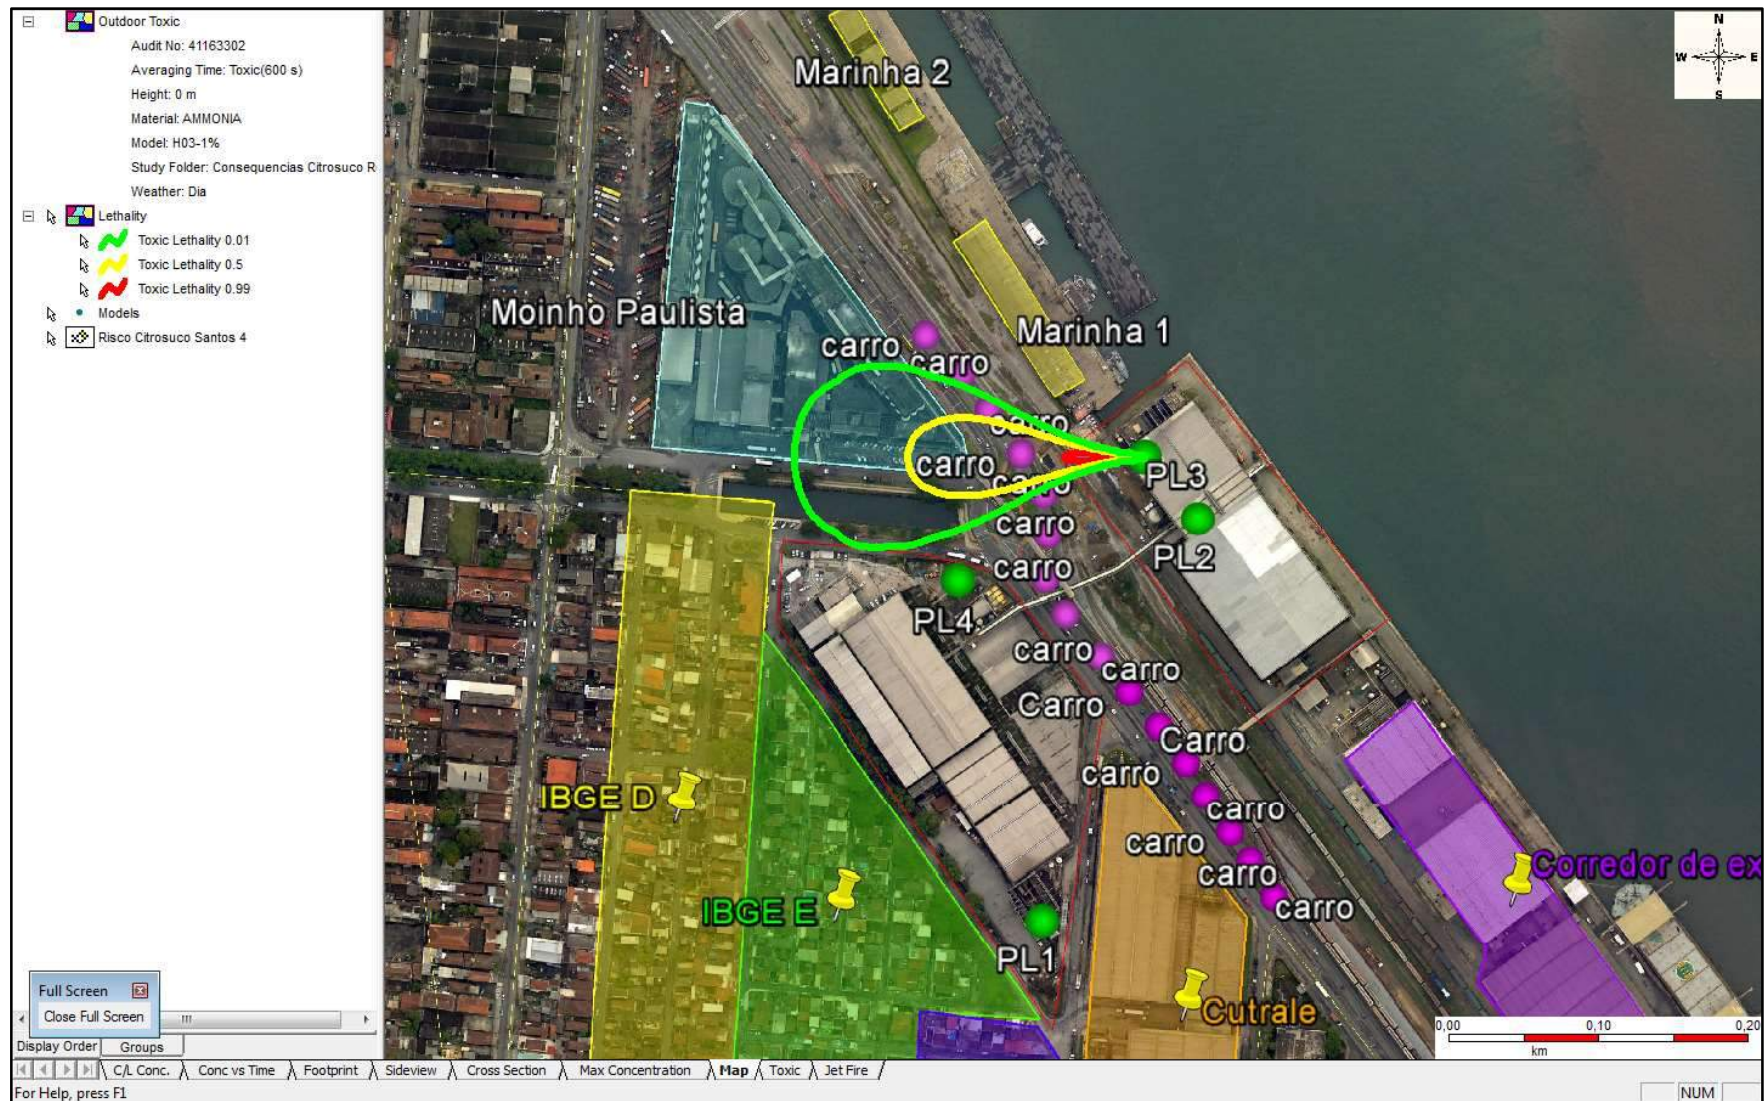 Outdoor Toxic
Audit No: 41163302
Averaging Time: Toxic(600 s)
Height: 0 m
Material: AMMONIA
Model: H03-1%
Study Folder: Consequencias Citrosuco R
Weather: Dia
Lethality
Toxic Lethality 0.01
Toxic Lethality 0.5
Toxic Lethality 0.99
Models
Risco Citrosuco Santos 4
N
W E
S
Marinha 2
Moinho Paulista
Marinha 1
carro
carro
carro
carro
PL3
carro
carro
PL2
carro
PL4
carro
carro
Carro
Carro
carro
IBGE D
carro
carro
Corredor de ex
carro
IBGE E
carro
PL1
Cutrale
0,00 0,10 0,20
km
Full Screen
Close Full Screen
Display Order Groups
C/L Conc. Conc vs Time Footprint Sideview Cross Section Max Concentration Map Toxic Jet Fire
For Help, press F1
NUM